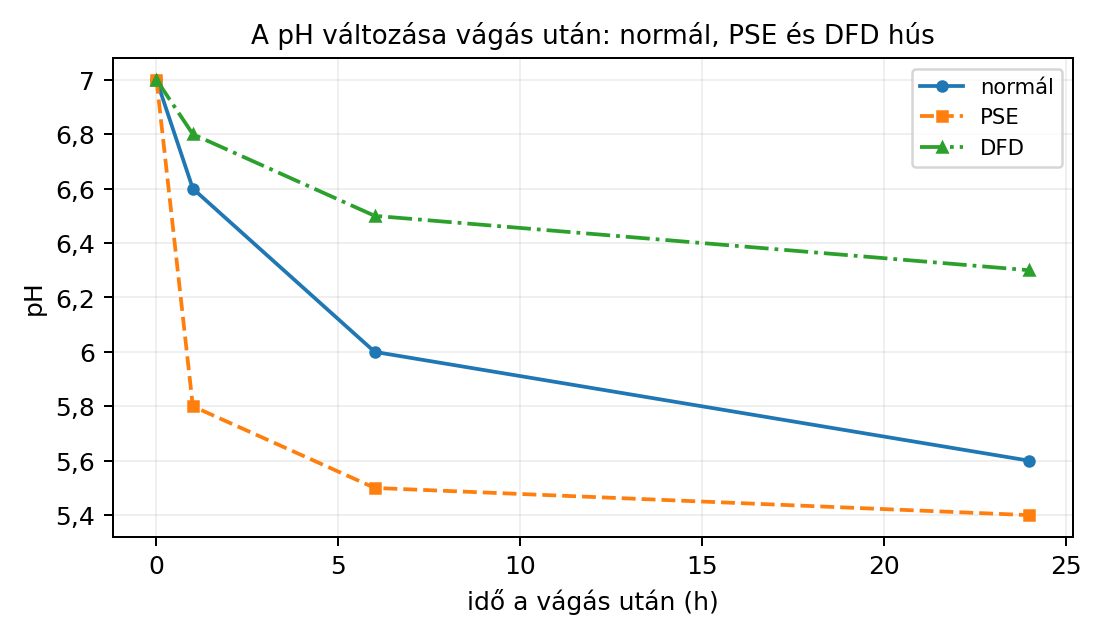 A pH változása vágás után: normál, PSE és DFD hús
normál
PSE
DFD
pH
7
6,8
6,6
6,4
6,2
6
5,8
5,6
5,4
0 5 10 15 20 25
idő a vágás után (h)